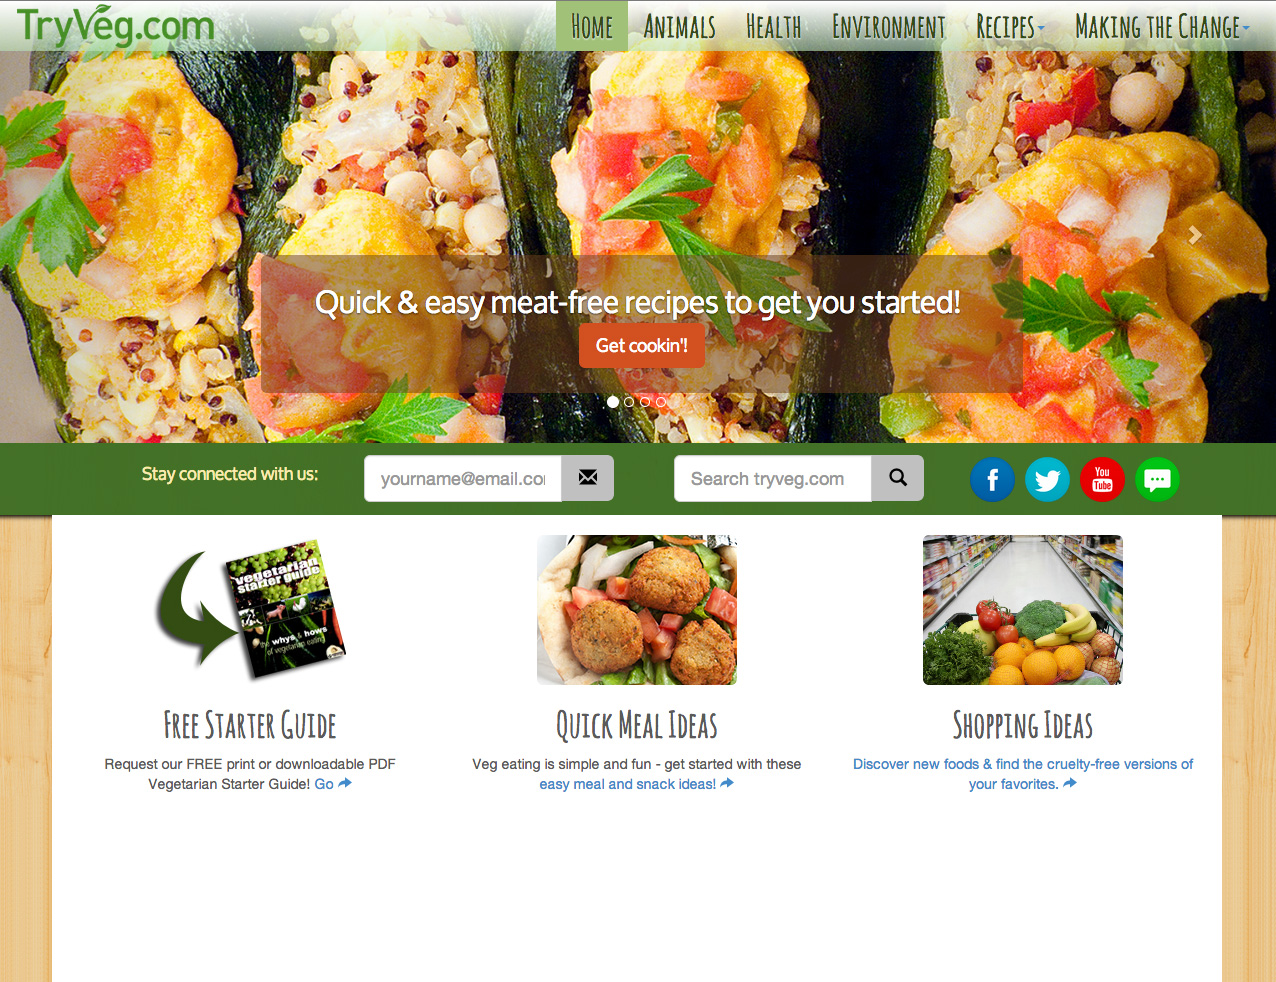 TryVeg.com
Home Animals Health Environment Recipes Making the Change
Quick & easy meat-free recipes to get you started!
Get cookin'!
Stay connected with us:
yourname@email.co
Search tryveg.com
You
Tube
vegetarian
starter guide
the whys & hows
of vegetarian eating
Free Starter Guide
Request our FREE print or downloadable PDF
Vegetarian Starter Guide! Go
Quick Meal Ideas
Veg eating is simple and fun - get started with these
easy meal and snack ideas!
Shopping Ideas
Discover new foods & find the cruelty-free versions of
your favorites.